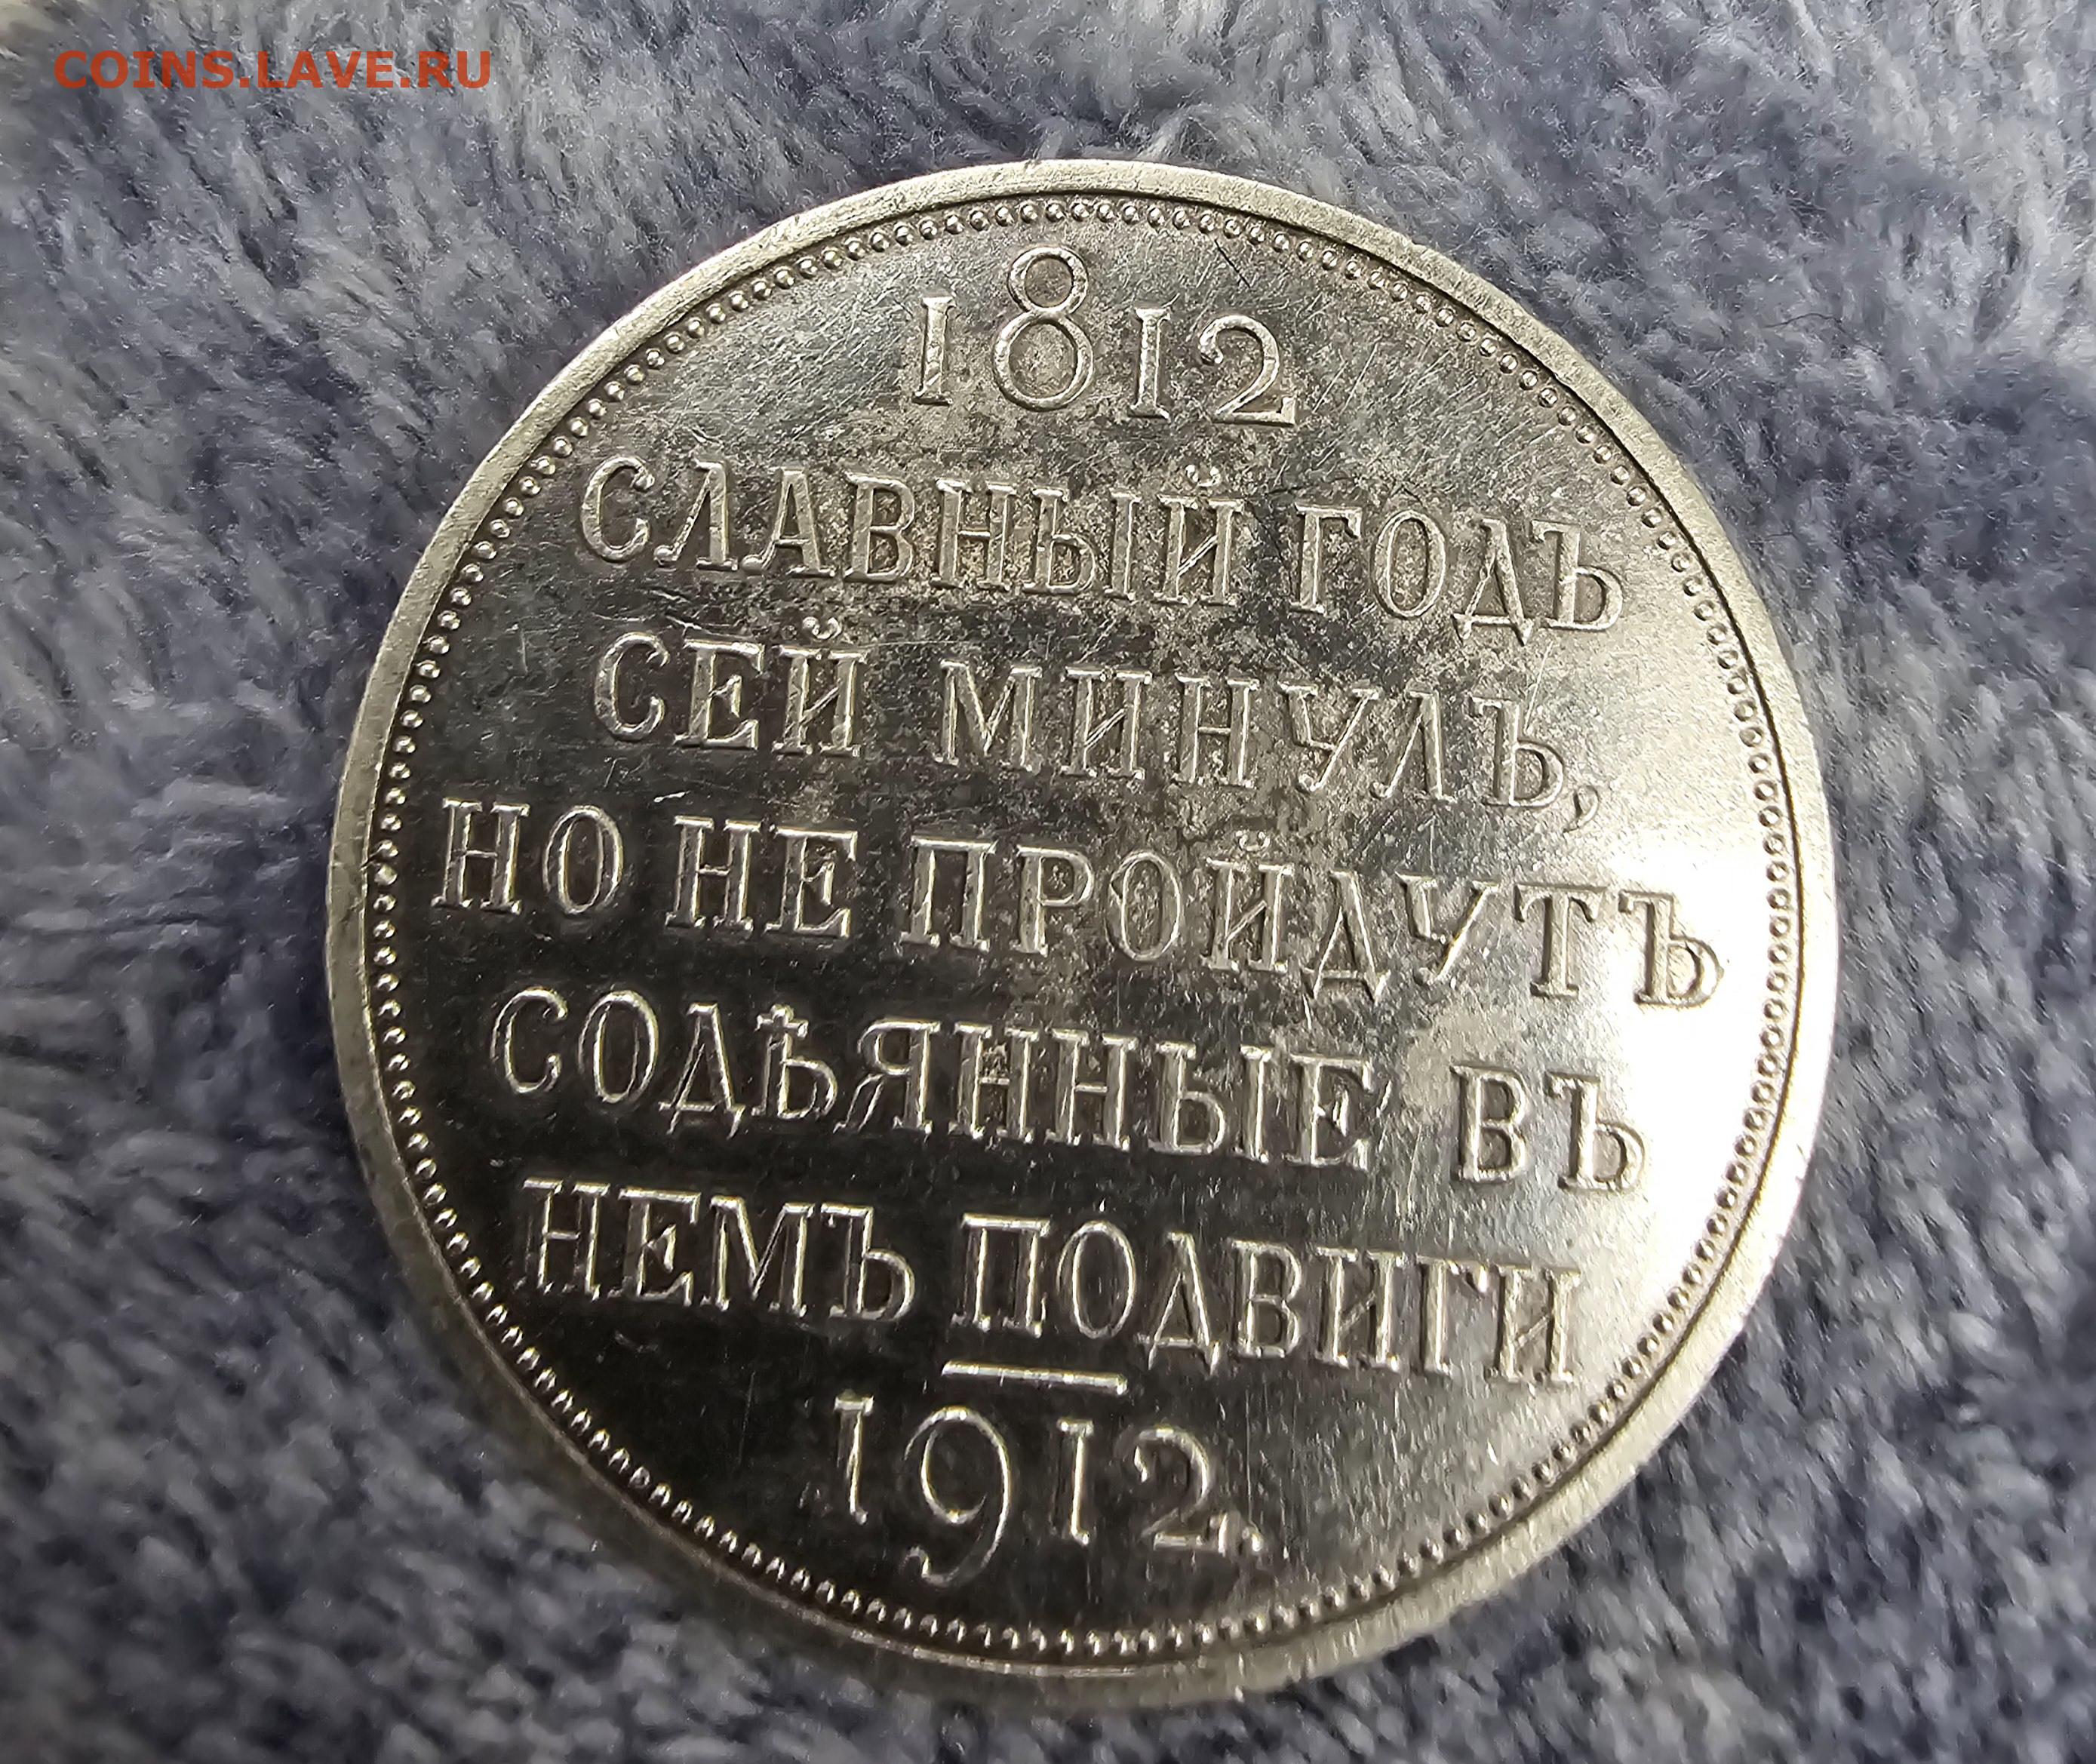 COINS.LAVE.RU
1812
СЛАВНЫЙ ГОДЪ
СЕЙ МИНУЛЪ,
НО НЕ ПРОЙДУТЪ
СОДѢЯННЫЕ ВЪ
НЕМЪ ПОДВИГИ
1912 г.